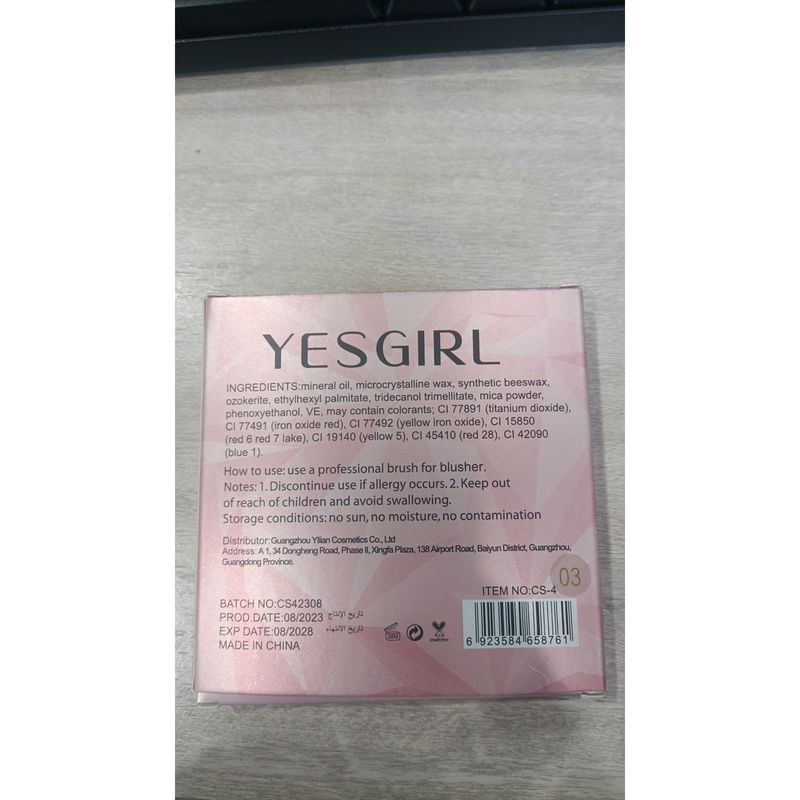 YESGIRL
INGREDIENTS:mineral oil, microcrystalline wax, synthetic beeswax,
ozokerite, ethylhexyl palmitate, tridecanol trimellitate, mica powder,
phenoxyethanol, VE, may contain colorants; CI 77891 (titanium dioxide),
CI 77491 (iron oxide red), CI 77492 (yellow iron oxide), CI 15850
(red 6 red 7 lake), CI 19140 (yellow 5), CI 45410 (red 28), CI 42090
(blue 1).
How to use: use a professional brush for blusher.
Notes: 1. Discontinue use if allergy occurs. 2. Keep out
of reach of children and avoid swallowing.
Storage conditions: no sun, no moisture, no contamination
Distributor: Guangzhou Yilian Cosmetics Co., Ltd
Address: A 1, 34 Dongheng Road, Phase II, Xingfa Plaza, 138 Airport Road, Baiyun District, Guangzhou,
Guangdong Province.
03
ITEM NO:CS-4
BATCH NO:CS42308
PROD.DATE:08/2023 تاريخ الإنتاج
EXP DATE:08/2028 تاريخ الانتهاء
MADE IN CHINA
24M
crueltyfree
6 923584 658761